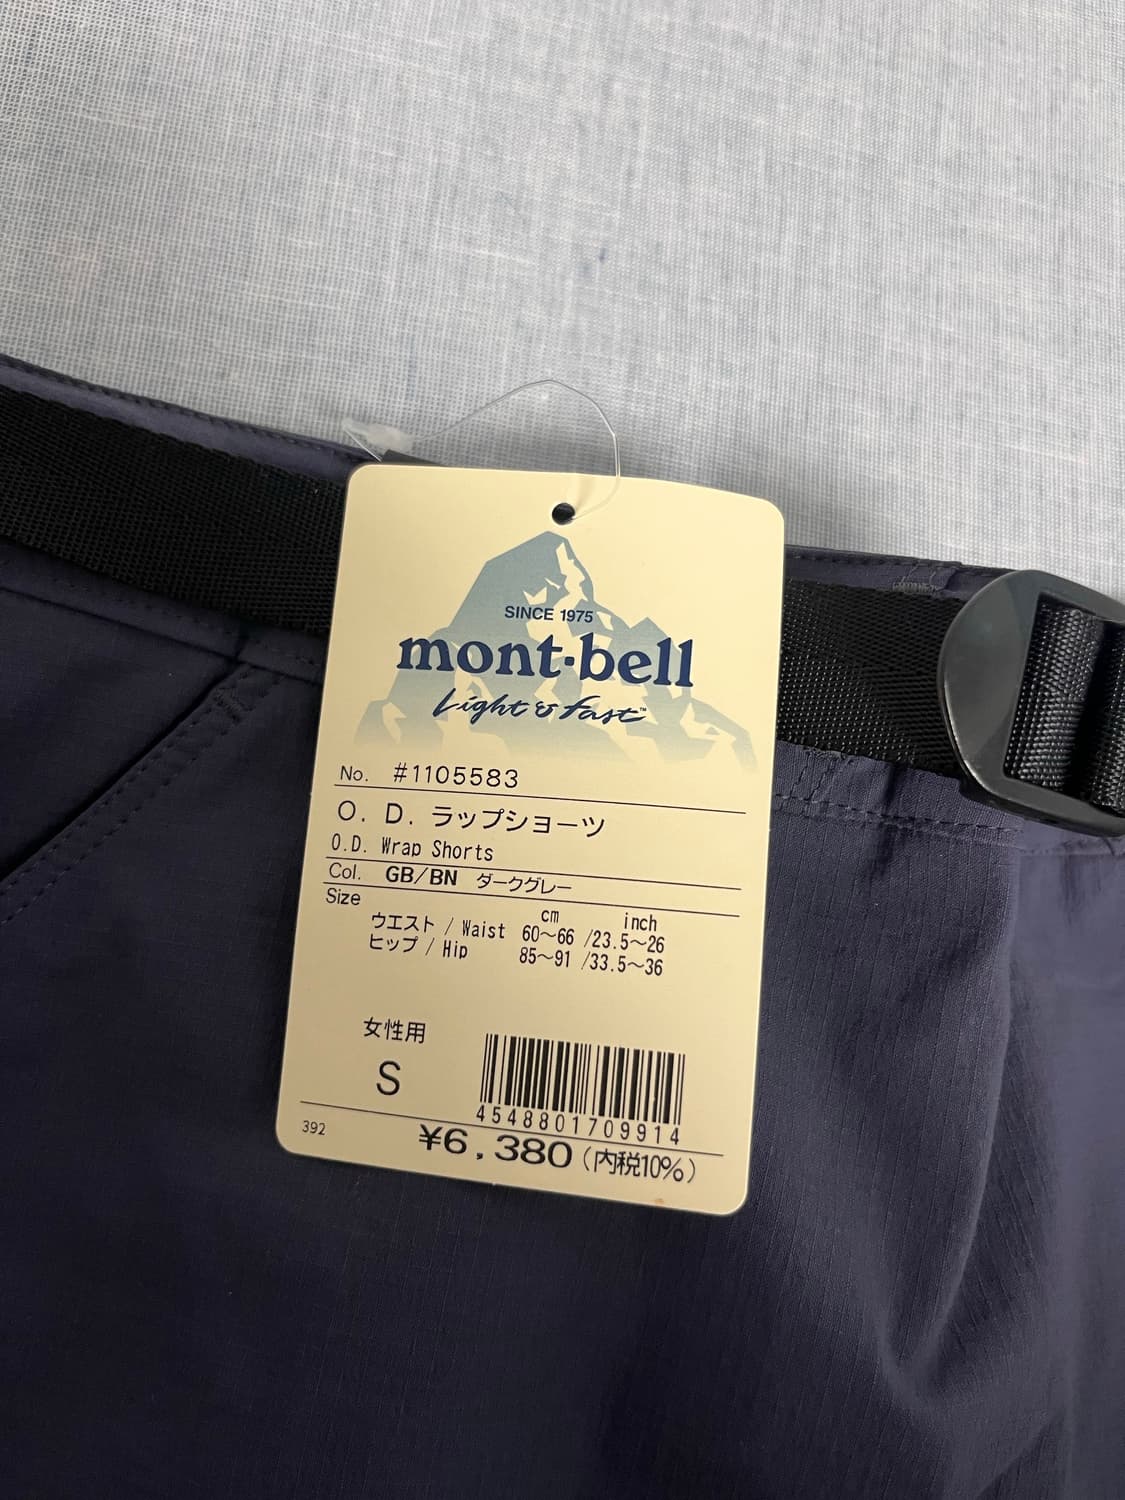 SINCE 1975
mont·bell
Light & Fast™
No. #1105583
O. D. ラップショーツ
O.D. Wrap Shorts
Col. GB/BN ダークグレー
Size
cm inch
ウエスト / Waist 60～66 /23.5～26
ヒップ / Hip 85～91 /33.5～36
女性用
S
4548801709914
392
¥6,380(内税10%)